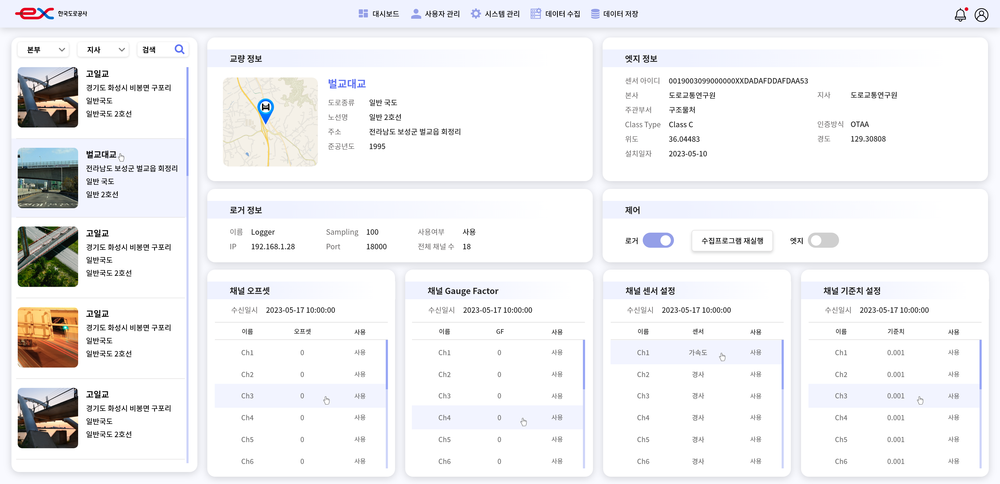 ex 한국도로공사
대시보드 사용자 관리 시스템 관리 데이터 수집 데이터 저장
본부 지사 검색
고일교
경기도 화성시 비봉면 구포리
일반국도
일반국도 2호선
벌교대교
전라남도 보성군 벌교읍 회정리
일반 국도
일반 2호선
고일교
경기도 화성시 비봉면 구포리
일반국도
일반국도 2호선
고일교
경기도 화성시 비봉면 구포리
일반국도
일반국도 2호선
고일교
경기도 화성시 비봉면 구포리
일반국도
일반국도 2호선
교량 정보
벌교대교
도로종류 일반 국도
노선명 일반 2호선
주소 전라남도 보성군 벌교읍 회정리
준공년도 1995
엣지 정보
센서 아이디 0019003099000000XXDADAFDDAFDAA53
본사 도로교통연구원 지사 도로교통연구원
주관부서 구조물처
Class Type Class C 인증방식 OTAA
위도 36.04483 경도 129.30808
설치일자 2023-05-10
로거 정보
이름 Logger Sampling 100 사용여부 사용
IP 192.168.1.28 Port 18000 전체 채널 수 18
제어
로거 수집프로그램 재실행 엣지
채널 오프셋
수신일시 2023-05-17 10:00:00
이름 오프셋 사용
Ch1 0 사용
Ch2 0 사용
Ch3 0 사용
Ch4 0 사용
Ch5 0 사용
Ch6 0 사용
채널 Gauge Factor
수신일시 2023-05-17 10:00:00
이름 GF 사용
Ch1 0 사용
Ch2 0 사용
Ch3 0 사용
Ch4 0 사용
Ch5 0 사용
Ch6 0 사용
채널 센서 설정
수신일시 2023-05-17 10:00:00
이름 센서 사용
Ch1 가속도 사용
Ch2 경사 사용
Ch3 경사 사용
Ch4 경사 사용
Ch5 경사 사용
Ch6 경사 사용
채널 기준치 설정
수신일시 2023-05-17 10:00:00
이름 기준치 사용
Ch1 0.001 사용
Ch2 0.001 사용
Ch3 0.001 사용
Ch4 0.001 사용
Ch5 0.001 사용
Ch6 0.001 사용